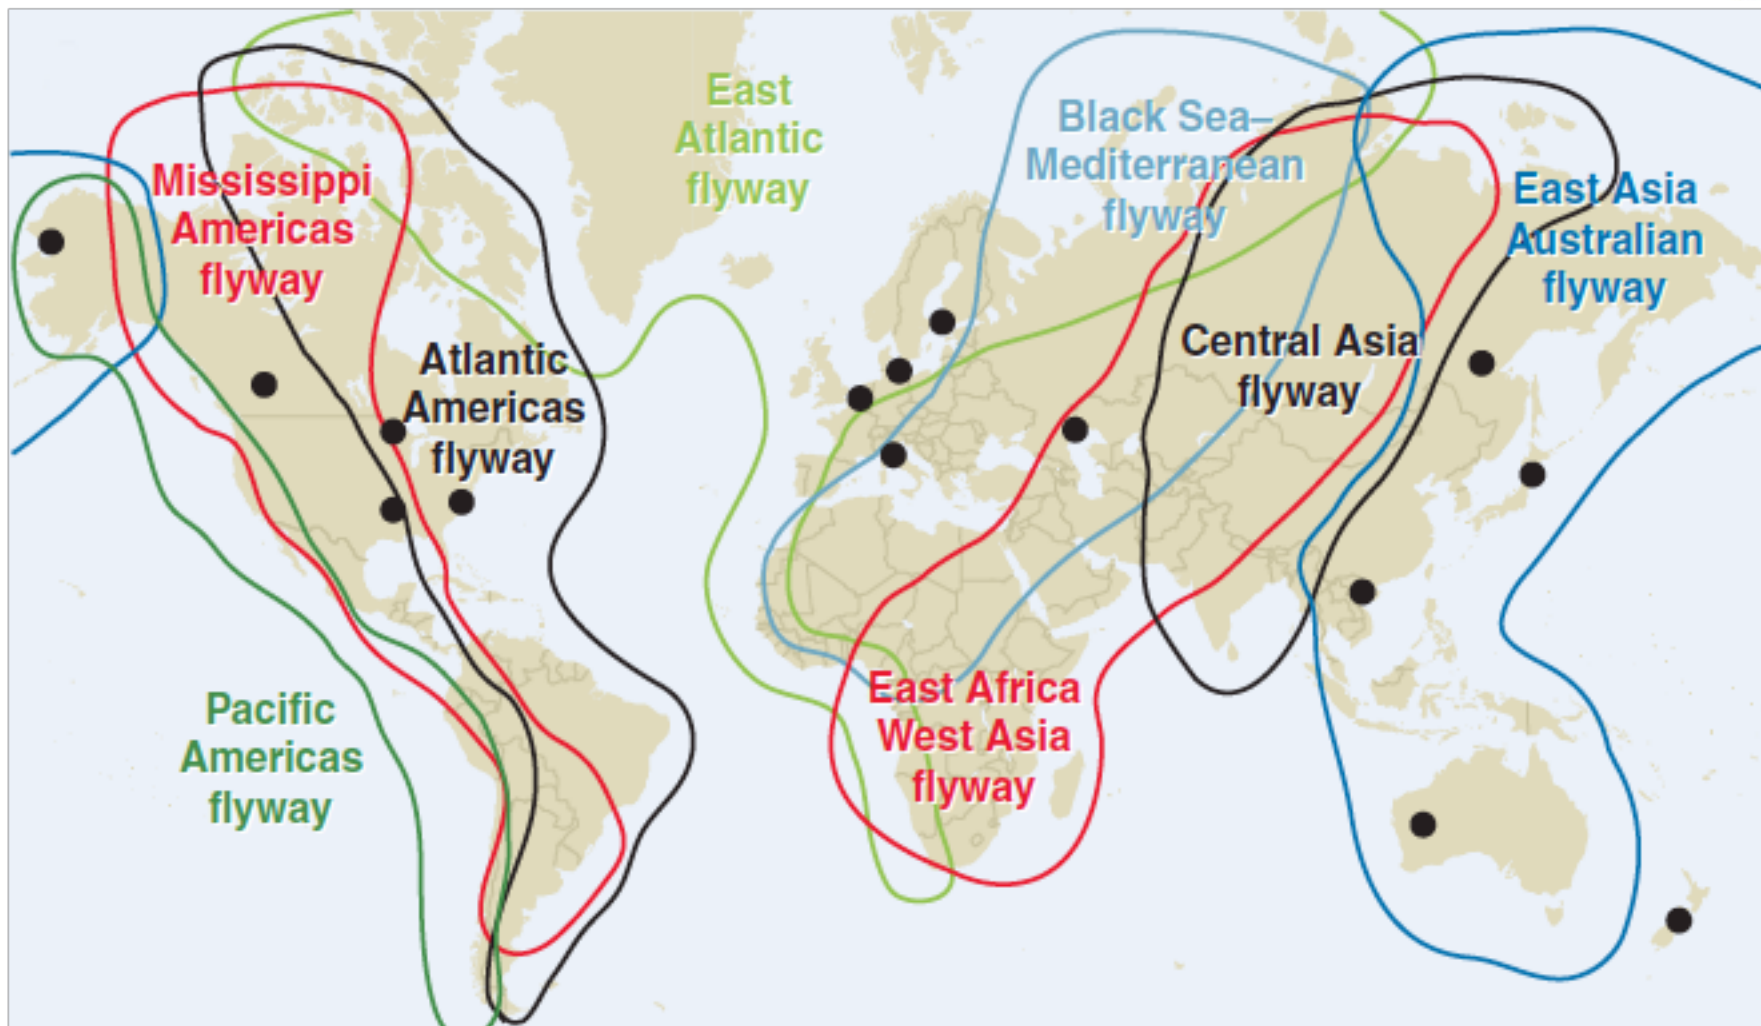 East
Atlantic
flyway
Black Sea–
Mediterranean
flyway
Mississippi
Americas
flyway
East Asia
Australian
flyway
Atlantic
Americas
flyway
Central Asia
flyway
Pacific
Americas
flyway
East Africa
West Asia
flyway